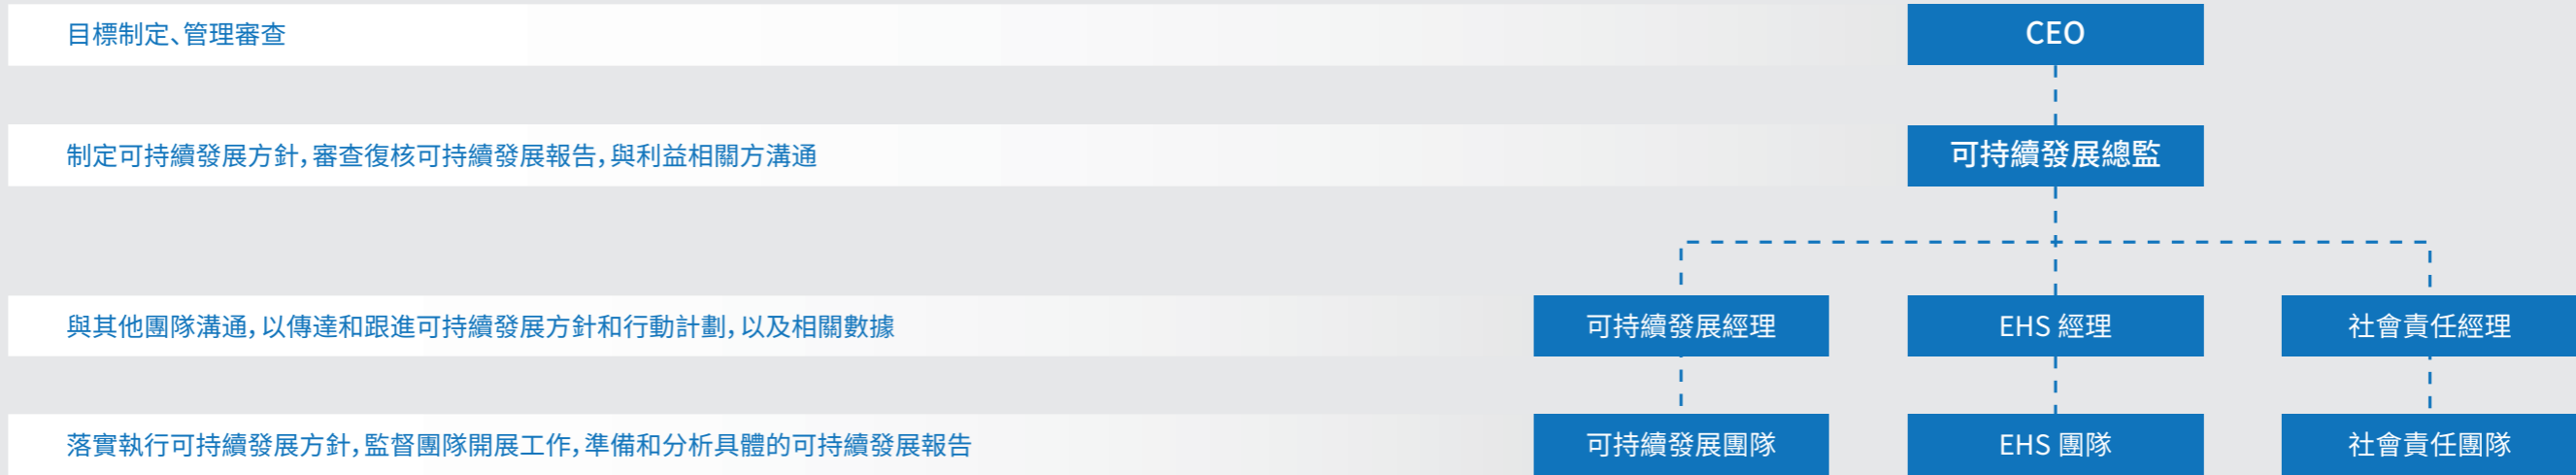 目標制定、管理審查
CEO
制定可持續發展方針，審查復核可持續發展報告，與利益相關方溝通
可持續發展總監
與其他團隊溝通，以傳達和跟進可持續發展方針和行動計劃，以及相關數據
可持續發展經理
EHS 經理
社會責任經理
落實執行可持續發展方針，監督團隊開展工作，準備和分析具體的可持續發展報告
可持續發展團隊
EHS 團隊
社會責任團隊